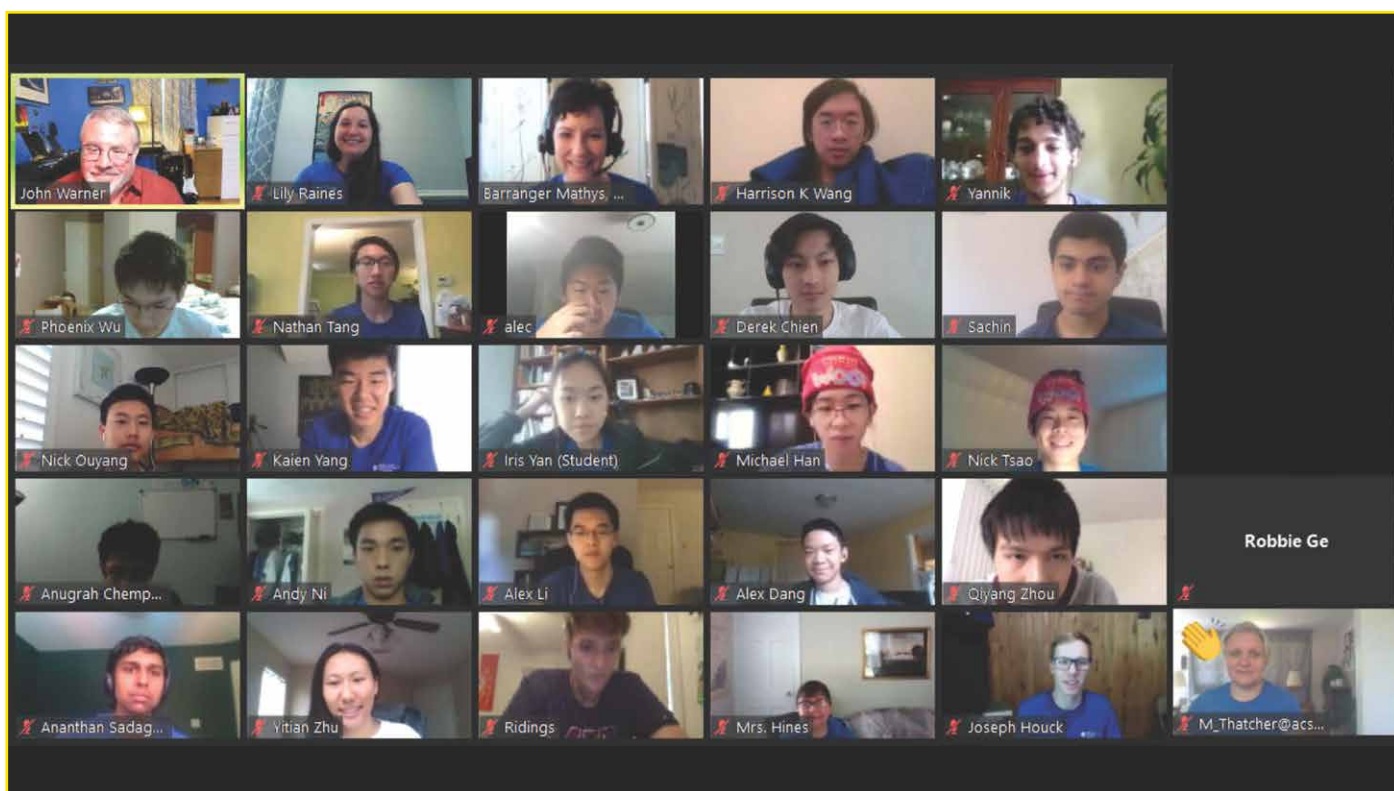 John Warner
Lily Raines
Barranger Mathys, ...
Harrison K Wang
Yannik
Phoenix Wu
Nathan Tang
alec
Derek Chien
Sachin
Nick Ouyang
Kaien Yang
Iris Yan (Student)
Michael Han
Nick Tsao
Anugrah Chemp...
Andy Ni
Alex Li
Alex Dang
Qiyang Zhou
Robbie Ge
Ananthan Sadag...
Yitian Zhu
Ridings
Mrs. Hines
Joseph Houck
M_Thatcher@acs...